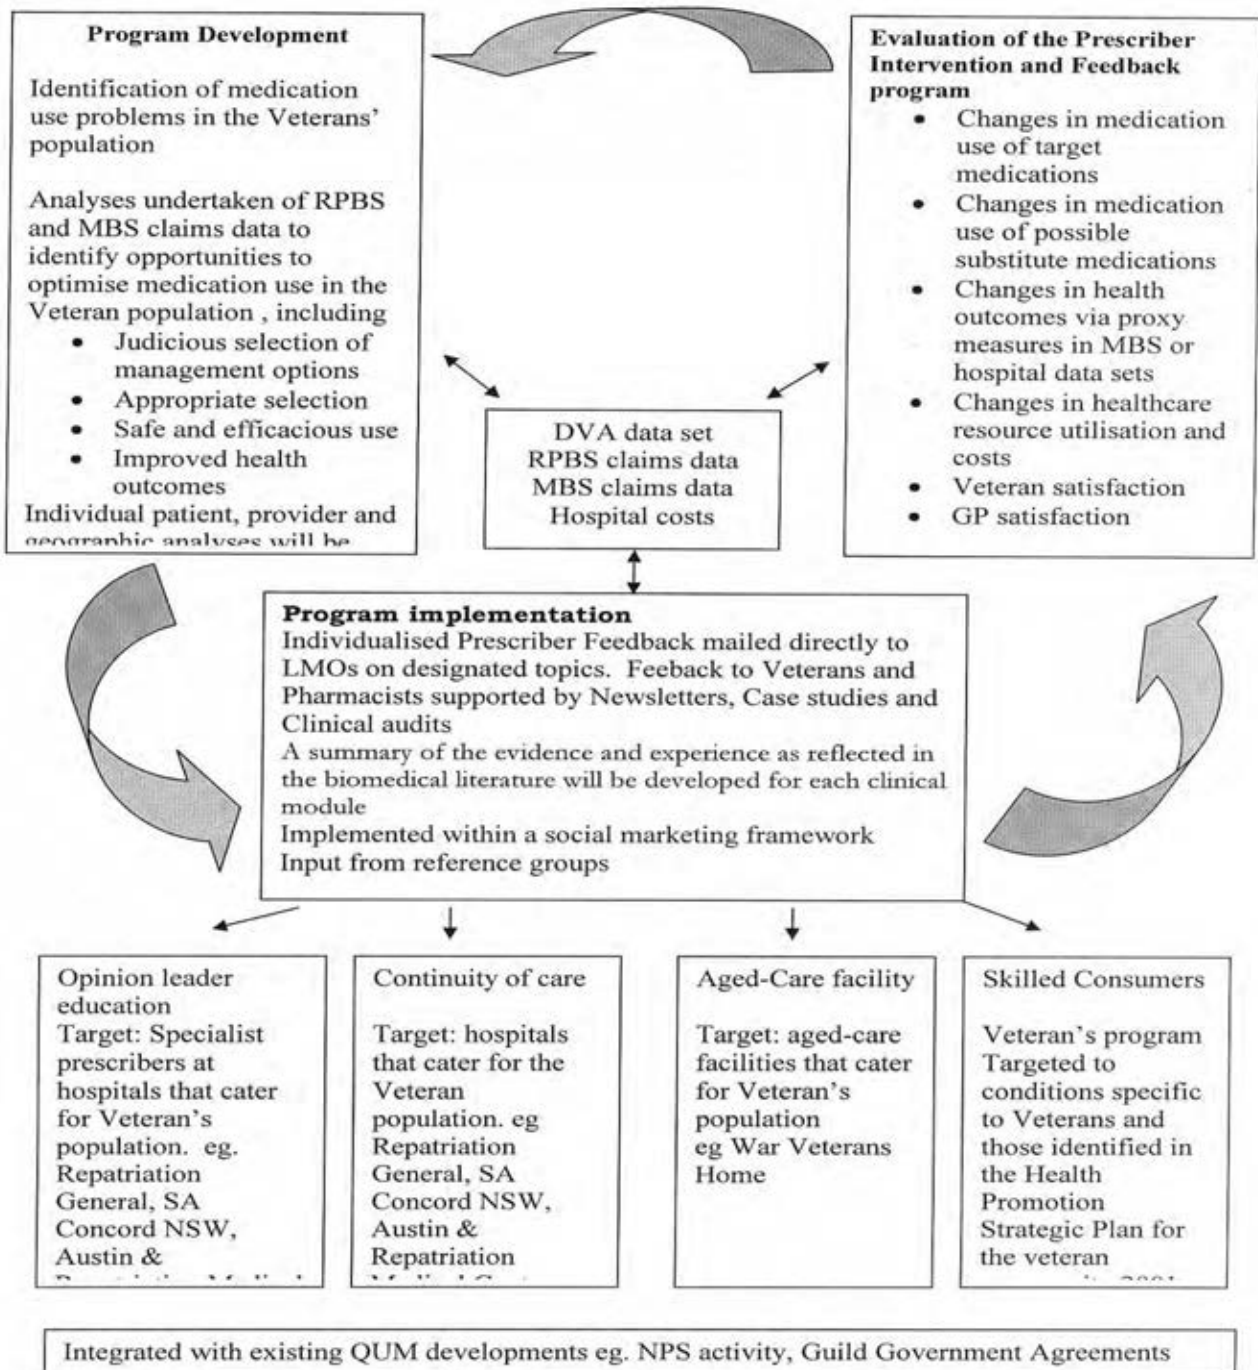 Program Development
Identification of medication
use problems in the Veterans'
population
Analyses undertaken of RPBS
and MBS claims data to
identify opportunities to
optimise medication use in the
Veteran population , including
• Judicious selection of
management options
• Appropriate selection
• Safe and efficacious use
• Improved health
outcomes
Individual patient, provider and
geographic analyses will be
Evaluation of the Prescriber
Intervention and Feedback
program
• Changes in medication
use of target
medications
• Changes in medication
use of possible
substitute medications
• Changes in health
outcomes via proxy
measures in MBS or
hospital data sets
• Changes in healthcare
resource utilisation and
costs
• Veteran satisfaction
• GP satisfaction
DVA data set
RPBS claims data
MBS claims data
Hospital costs
Program implementation
Individualised Prescriber Feedback mailed directly to
LMOs on designated topics.  Feeback to Veterans and
Pharmacists supported by Newsletters, Case studies and
Clinical audits
A summary of the evidence and experience as reflected in
the biomedical literature will be developed for each clinical
module
Implemented within a social marketing framework
Input from reference groups
Opinion leader
education
Target: Specialist
prescribers at
hospitals that cater
for Veteran's
population.  eg.
Repatriation
General, SA
Concord NSW,
Austin &
Continuity of care
Target: hospitals
that cater for the
Veteran
population. eg
Repatriation
General, SA
Concord NSW,
Austin &
Repatriation
Aged-Care facility
Target: aged-care
facilities that cater
for Veteran's
population
eg War Veterans
Home
Skilled Consumers
Veteran's program
Targeted to
conditions specific
to Veterans and
those identified in
the Health
Promotion
Strategic Plan for
the veteran
Integrated with existing QUM developments eg. NPS activity, Guild Government Agreements